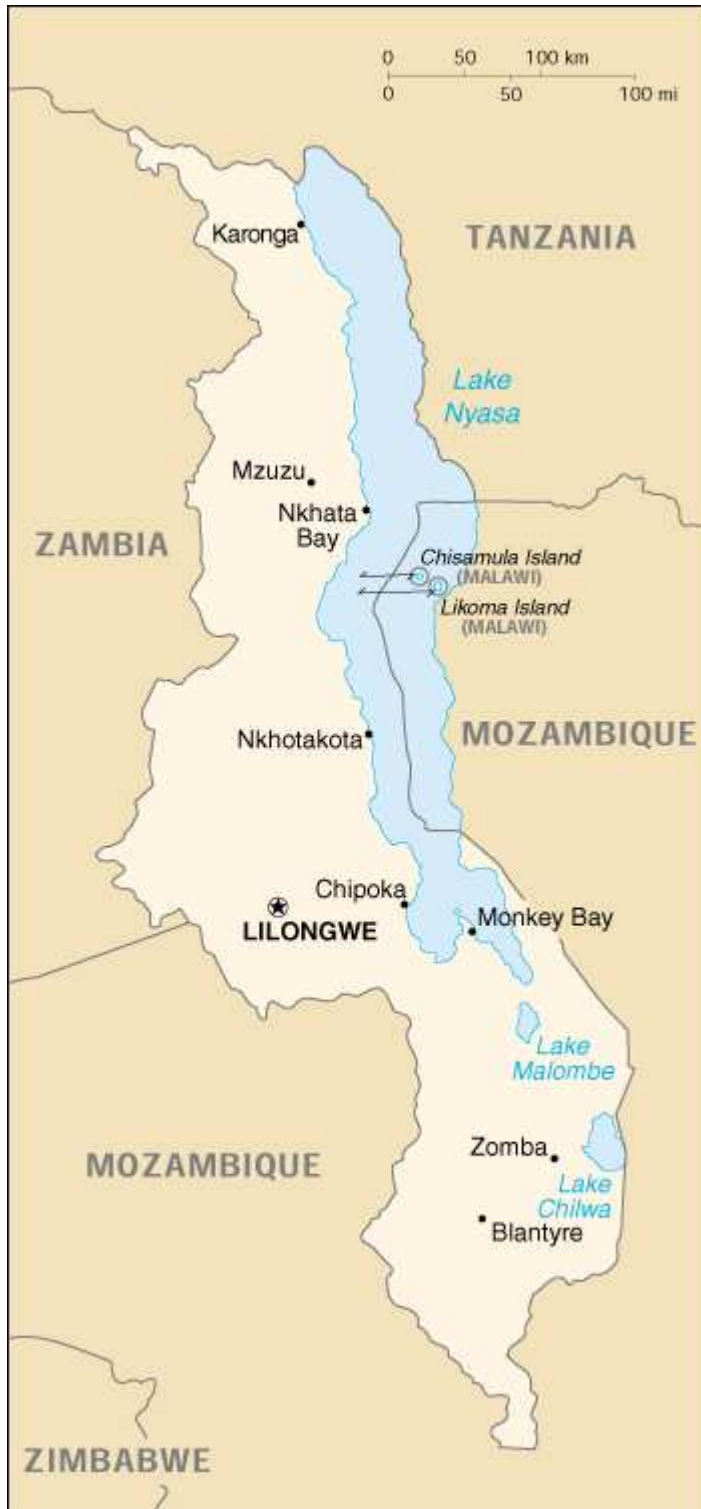 0 50 100 km
0 50 100 mi
Karonga
TANZANIA
Lake
Nyasa
Mzuzu
Nkhata
Bay
ZAMBIA
Chisamula Island
(MALAWI)
Likoma Island
(MALAWI)
Nkhotakota
MOZAMBIQUE
Chipoka
LILONGWE
Monkey Bay
Lake
Malombe
Zomba
MOZAMBIQUE
Lake
Chilwa
Blantyre
ZIMBABWE